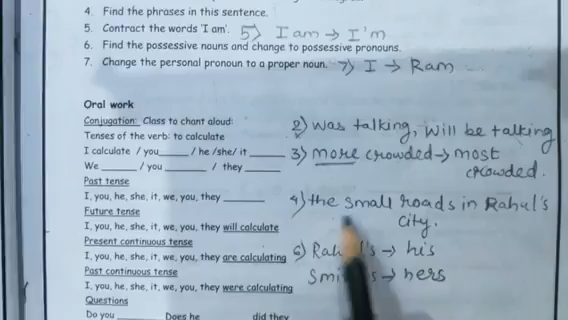 4. Find the phrases in this sentence.
5. Contract the words 'I am'. 5) I am → I'm
6. Find the possessive nouns and change to possessive pronouns.
7. Change the personal pronoun to a proper noun. 7) I → Ram
Oral work
Conjugation: Class to chant aloud:
Tenses of the verb: to calculate
I calculate / you______ / he /she/ it ______
We ______ / you ______ / they ______
Past tense
I, you, he, she, it, we, you, they ______
Future tense
I, you, he, she, it, we, you, they will calculate
Present continuous tense
I, you, he, she, it, we, you, they are calculating
Past continuous tense
I, you, he, she, it, we, you, they were calculating
Questions
Do you ______ Does he ______ did they
2) was talking, will be talking
3) more crowded → most
crowded.
4) the small roads in Rahul's
city.
6) → his
→ hers